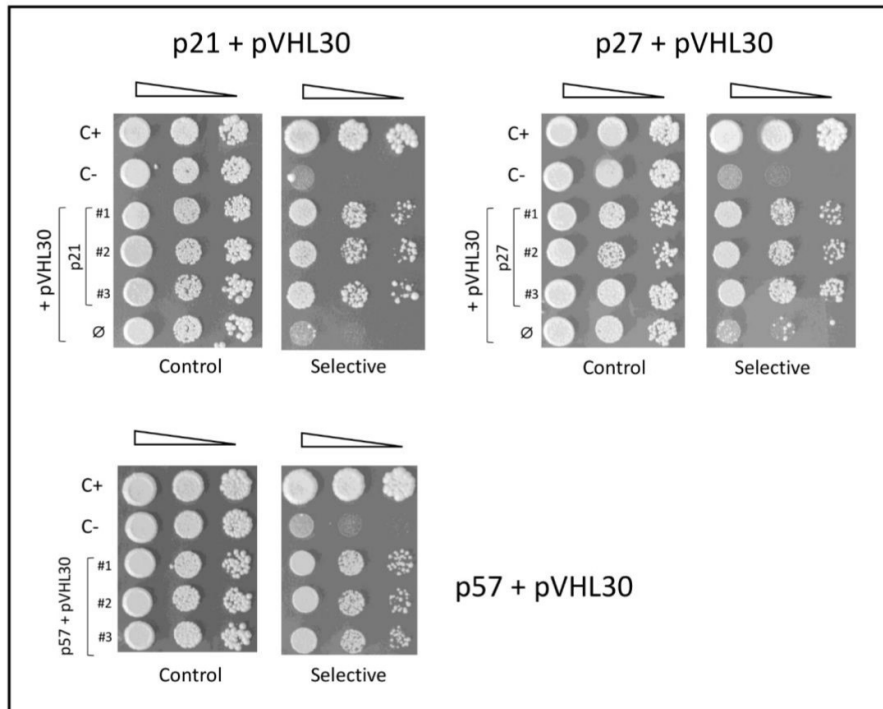 p21 + pVHL30
p27 + pVHL30
C+
C-
+ pVHL30
p21
#1
#2
#3
Ø
Control
Selective
C+
C-
+ pVHL30
p27
#1
#2
#3
Ø
Control
Selective
C+
C-
p57 + pVHL30
#1
#2
#3
Control
Selective
p57 + pVHL30